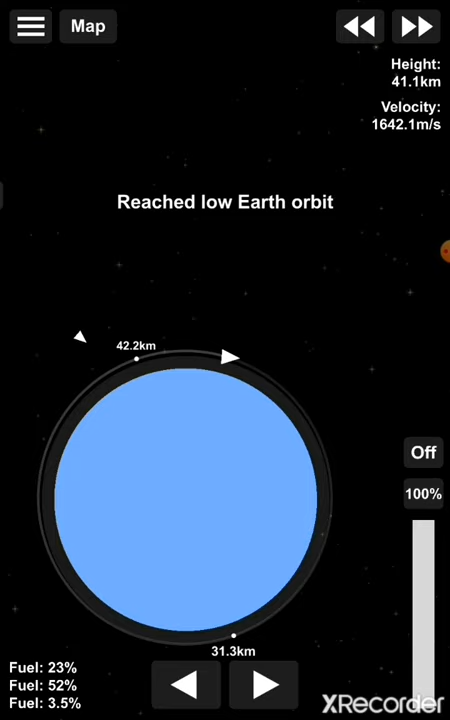 Map
Height:
41.1km
Velocity:
1642.1m/s
Reached low Earth orbit
42.2km
Off
100%
31.3km
Fuel: 23%
Fuel: 52%
Fuel: 3.5%
XRecorder